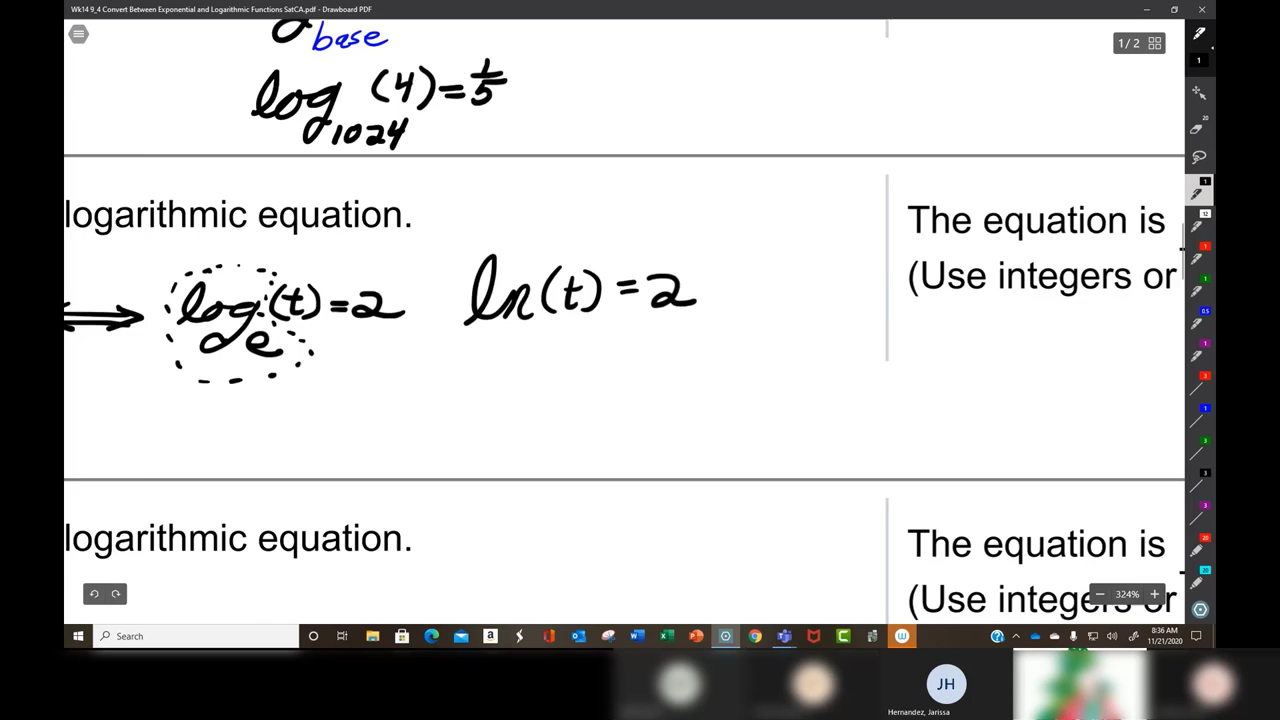 Wk14 9_4 Convert Between Exponential and Logarithmic Functions SatCA.pdf - Drawboard PDF
base
1 / 2
log1024 (4) = 1/5
logarithmic equation.
The equation is
(Use integers or
loge (t) = 2
ln(t) = 2
logarithmic equation.
The equation is
(Use integers or
324%
Search
8:36 AM
11/21/2020
JH
Hernandez, Jarissa